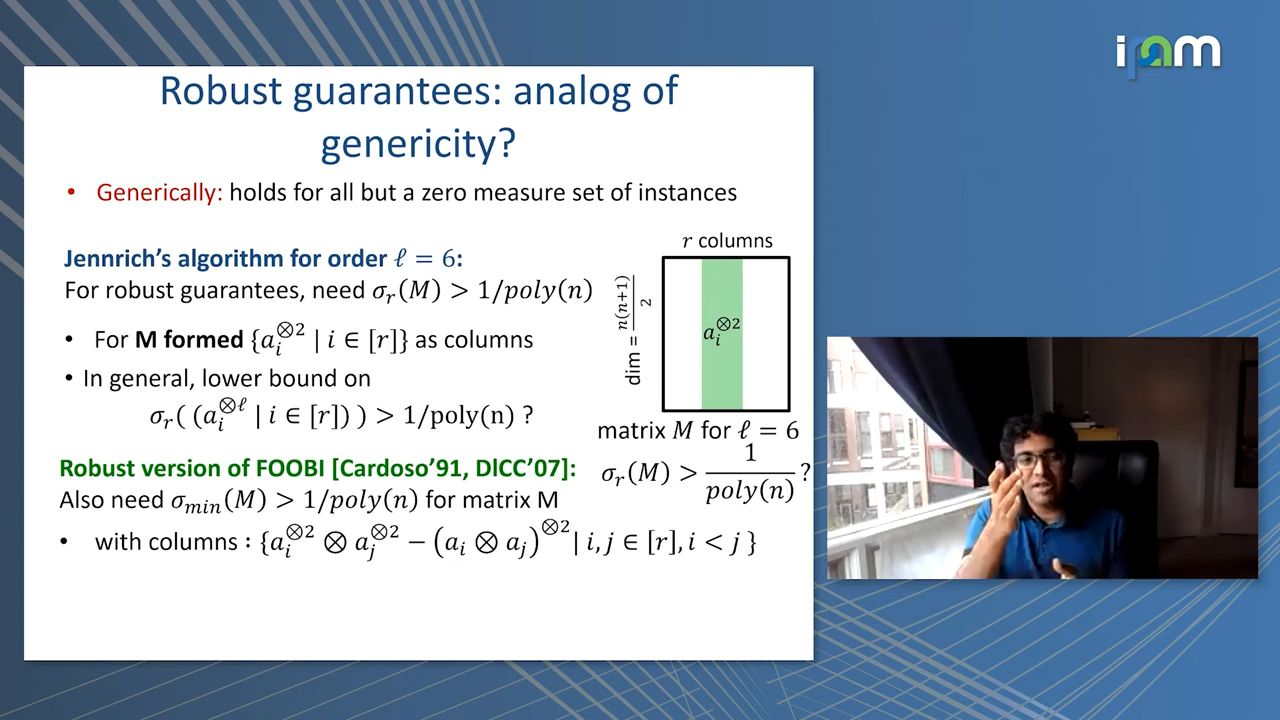 ipam
Robust guarantees: analog of
genericity?
• Generically: holds for all but a zero measure set of instances
Jennrich's algorithm for order ℓ = 6:
For robust guarantees, need σ_r(M) > 1/poly(n)
• For M formed {a_i^{⊗2} | i ∈ [r]} as columns
• In general, lower bound on
σ_r( (a_i^{⊗ℓ} | i ∈ [r]) ) > 1/poly(n) ?
r columns
dim = n(n+1)/2
a_i^{⊗2}
matrix M for ℓ = 6
σ_r(M) > 1/poly(n) ?
Robust version of FOOBI [Cardoso'91, DlCC'07]:
Also need σ_min(M) > 1/poly(n) for matrix M
• with columns : {a_i^{⊗2} ⊗ a_j^{⊗2} − (a_i ⊗ a_j)^{⊗2} | i, j ∈ [r], i < j }